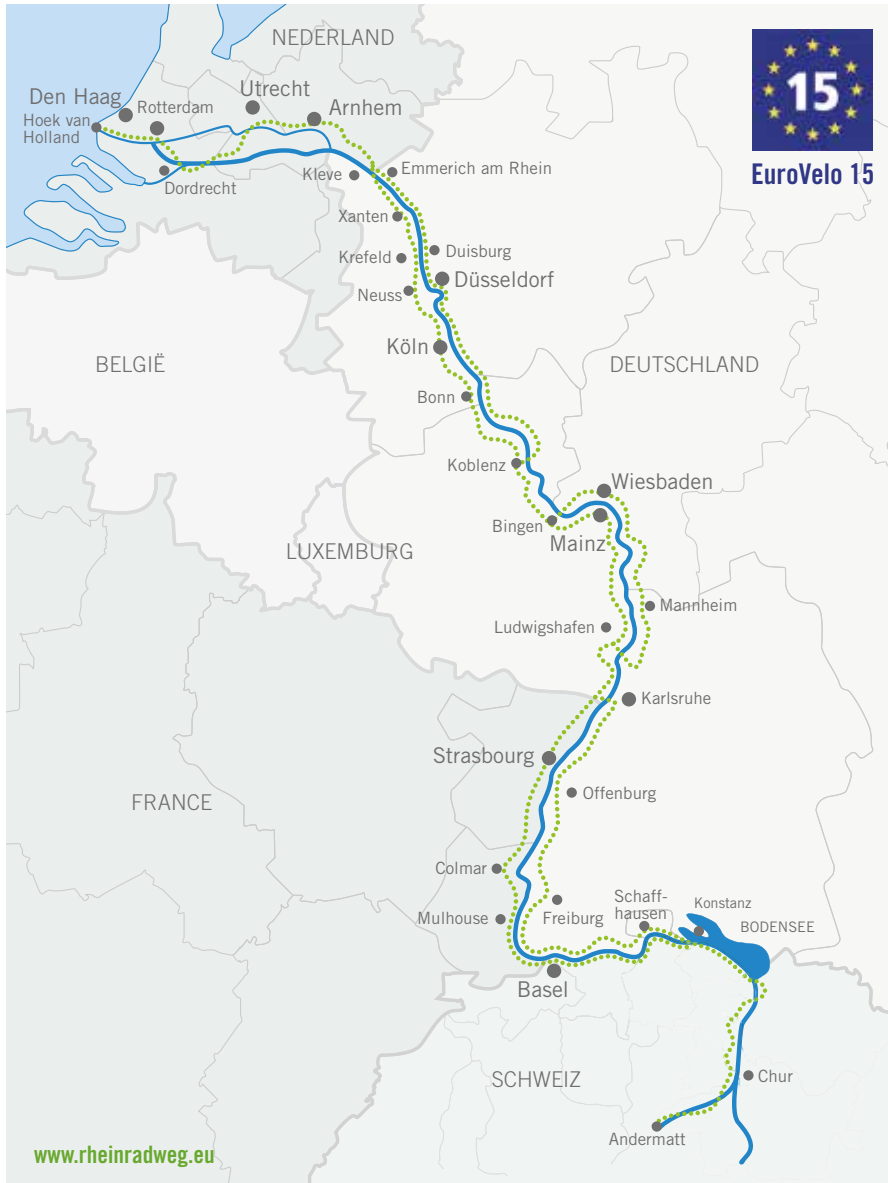 NEDERLAND
15
EuroVelo 15
Den Haag
Utrecht
Rotterdam
Arnhem
Hoek van
Holland
Dordrecht
Kleve
Emmerich am Rhein
Xanten
Krefeld
Duisburg
Düsseldorf
Neuss
Köln
BELGIË
DEUTSCHLAND
Bonn
Koblenz
Wiesbaden
Bingen
Mainz
LUXEMBURG
Mannheim
Ludwigshafen
Karlsruhe
Strasbourg
Offenburg
FRANCE
Colmar
Mulhouse
Freiburg
Schaff-
hausen
Konstanz
BODENSEE
Basel
SCHWEIZ
Chur
Andermatt
www.rheinradweg.eu